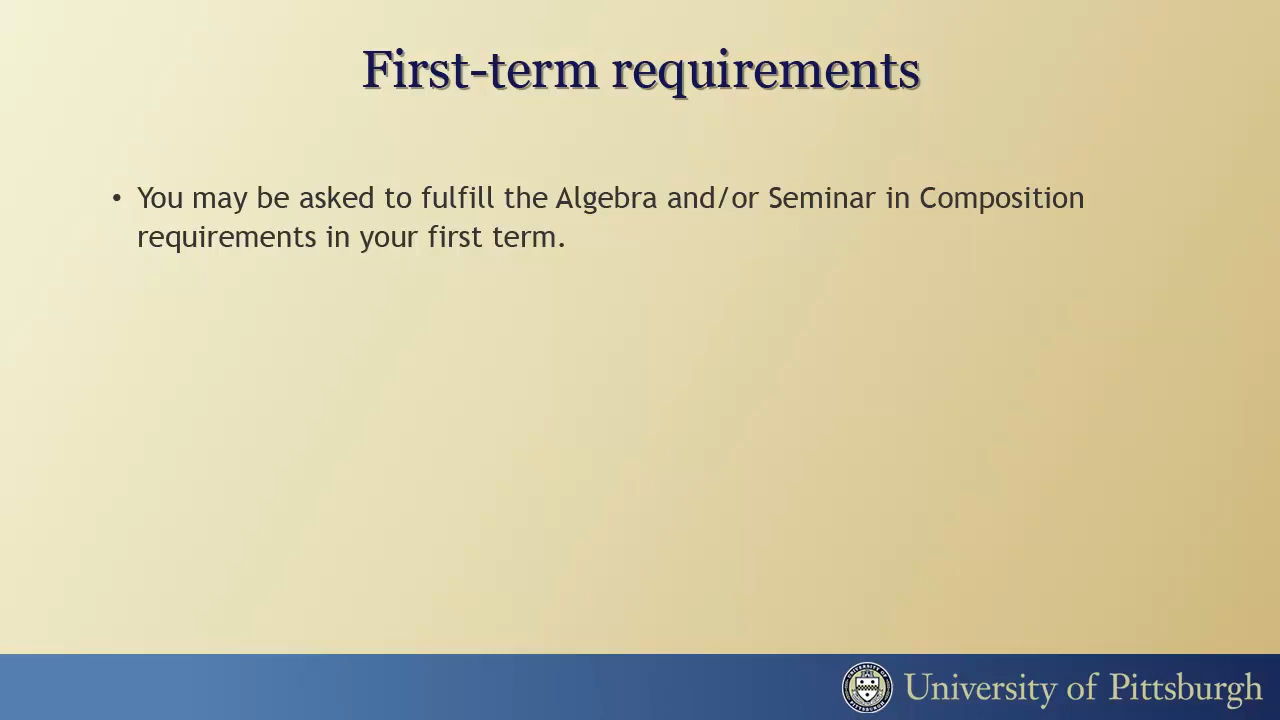 First-term requirements
• You may be asked to fulfill the Algebra and/or Seminar in Composition
requirements in your first term.
University of Pittsburgh